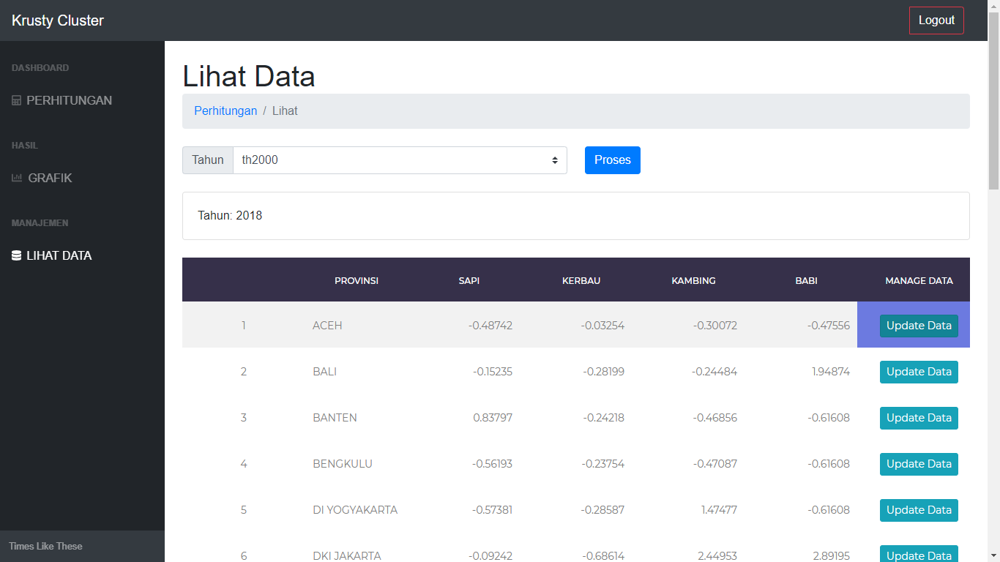 Krusty Cluster
Logout
DASHBOARD
PERHITUNGAN
HASIL
GRAFIK
MANAJEMEN
LIHAT DATA
Times Like These
Lihat Data
Perhitungan / Lihat
Tahun th2000 Proses
Tahun: 2018
PROVINSI SAPI KERBAU KAMBING BABI MANAGE DATA
1 ACEH -0.48742 -0.03254 -0.30072 -0.47556 Update Data
2 BALI -0.15235 -0.28199 -0.24484 1.94874 Update Data
3 BANTEN 0.83797 -0.24218 -0.46856 -0.61608 Update Data
4 BENGKULU -0.56193 -0.23754 -0.47087 -0.61608 Update Data
5 DI YOGYAKARTA -0.57381 -0.28587 1.47477 -0.61608 Update Data
6 DKI JAKARTA -0.09242 -0.68614 2.44953 2.89195 Update Data